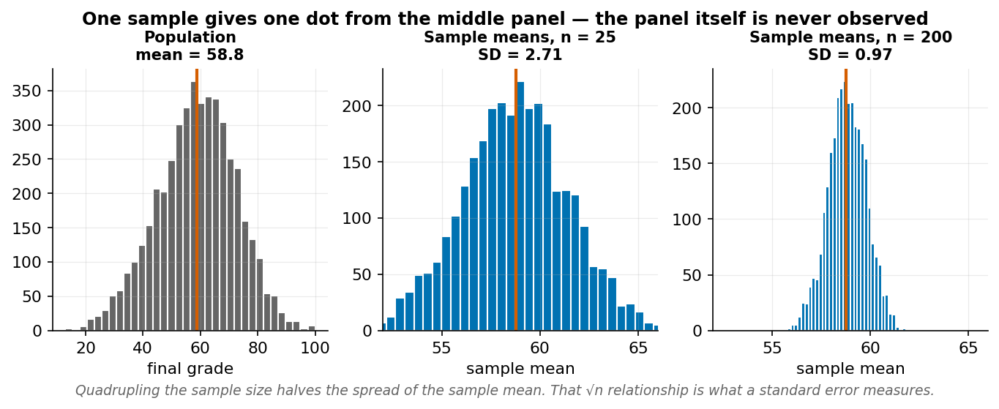 One sample gives one dot from the middle panel — the panel itself is never observed
Population
mean = 58.8
Sample means, n = 25
SD = 2.71
Sample means, n = 200
SD = 0.97
350
300
250
200
150
100
50
0
20 40 60 80 100
final grade
200
150
100
50
0
55 60 65
sample mean
200
150
100
50
0
55 60 65
sample mean
Quadrupling the sample size halves the spread of the sample mean. That √n relationship is what a standard error measures.